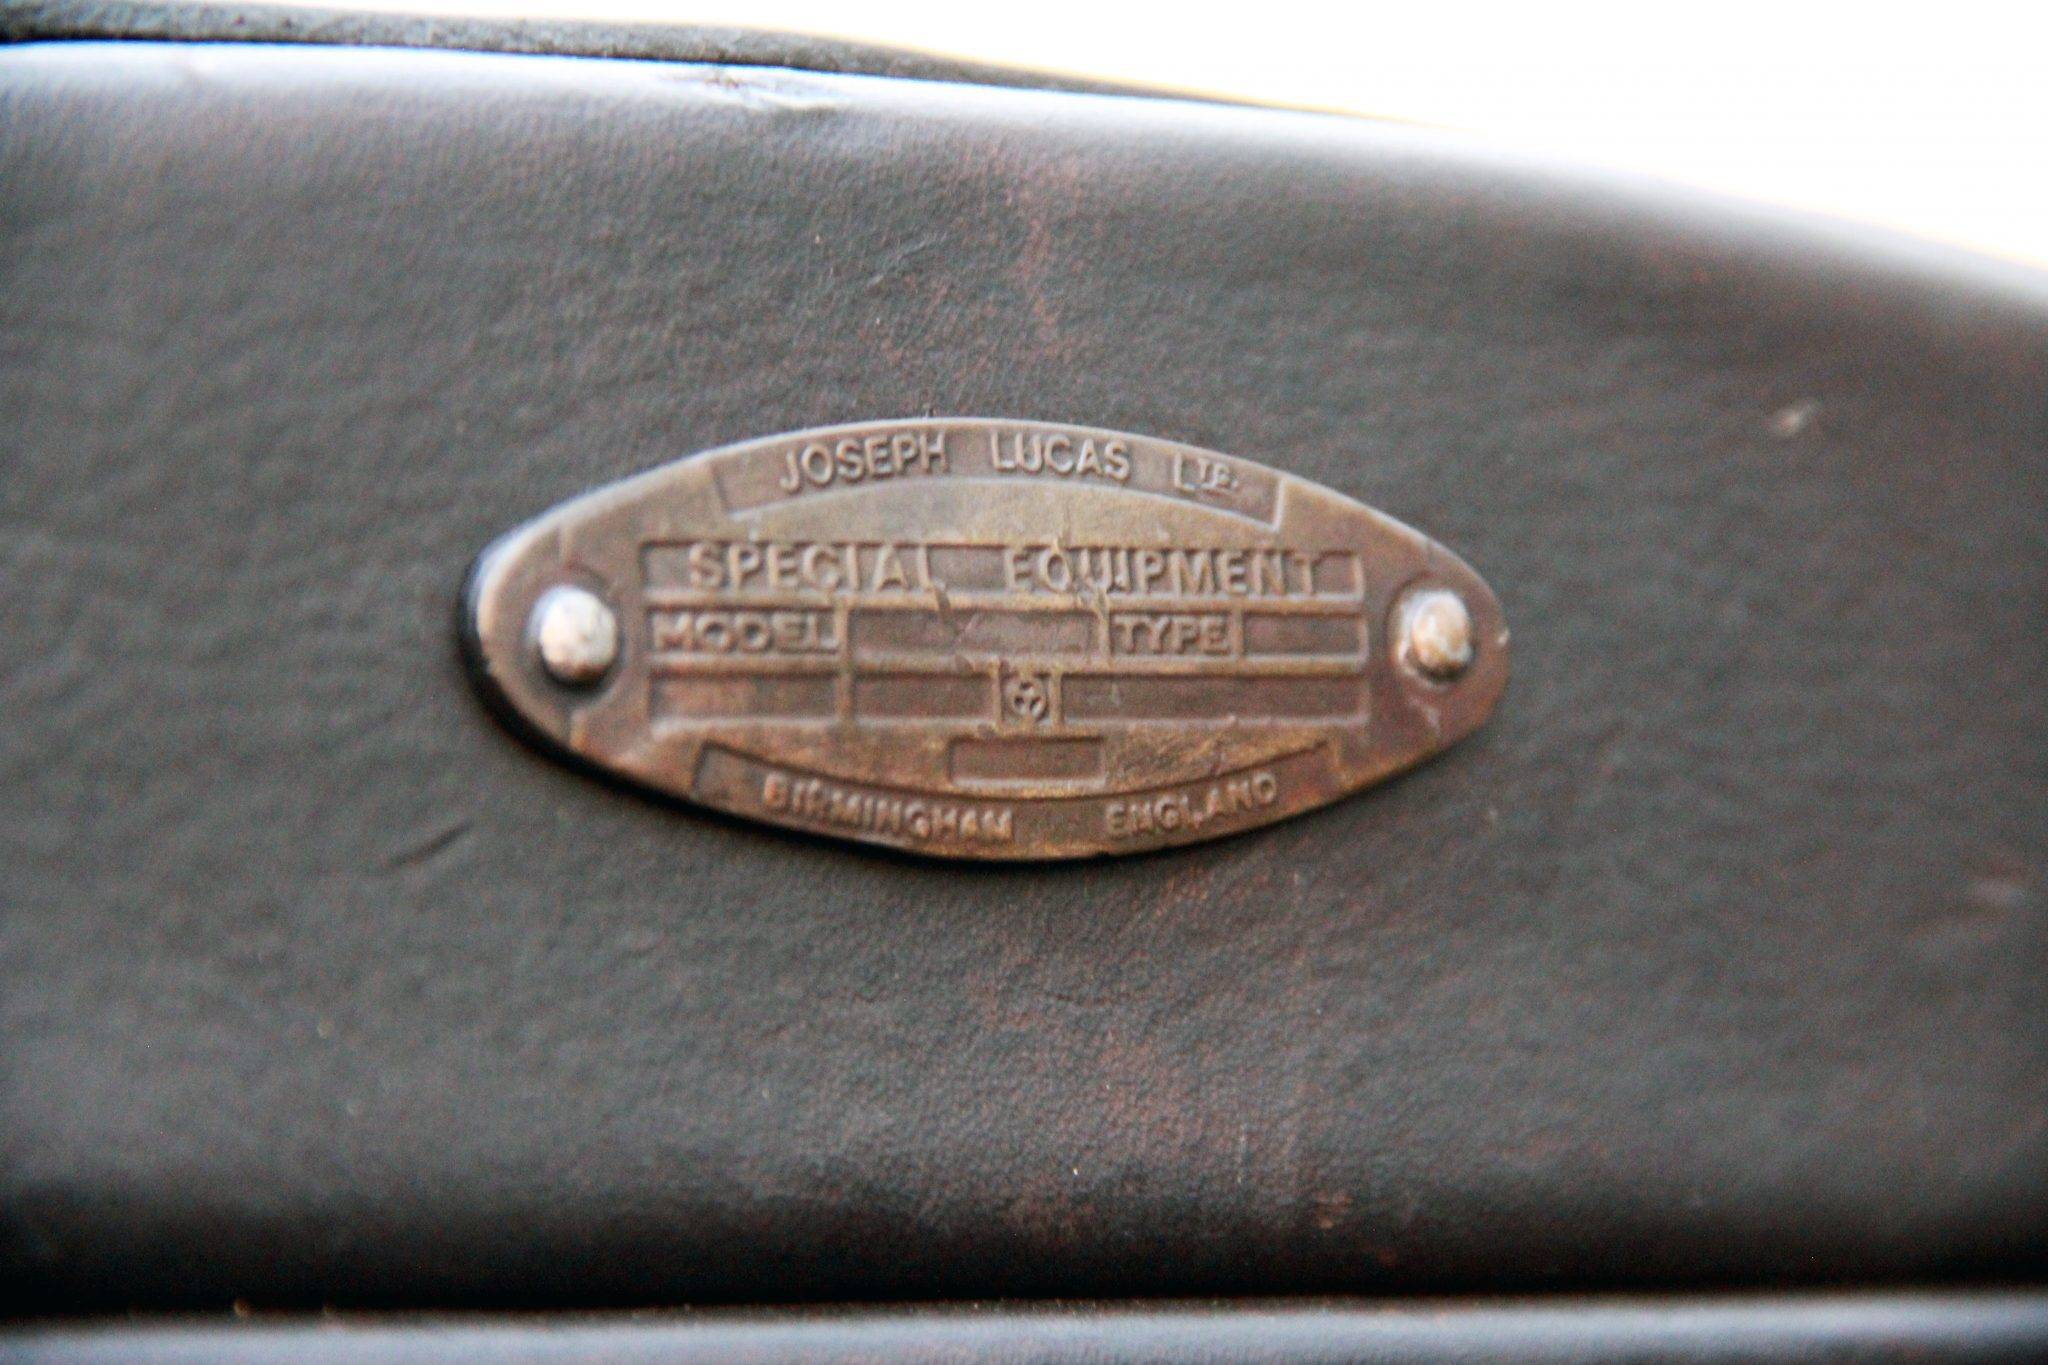 JOSEPH LUCAS LTD.
SPECIAL EQUIPMENT
MODEL TYPE
BIRMINGHAM ENGLAND